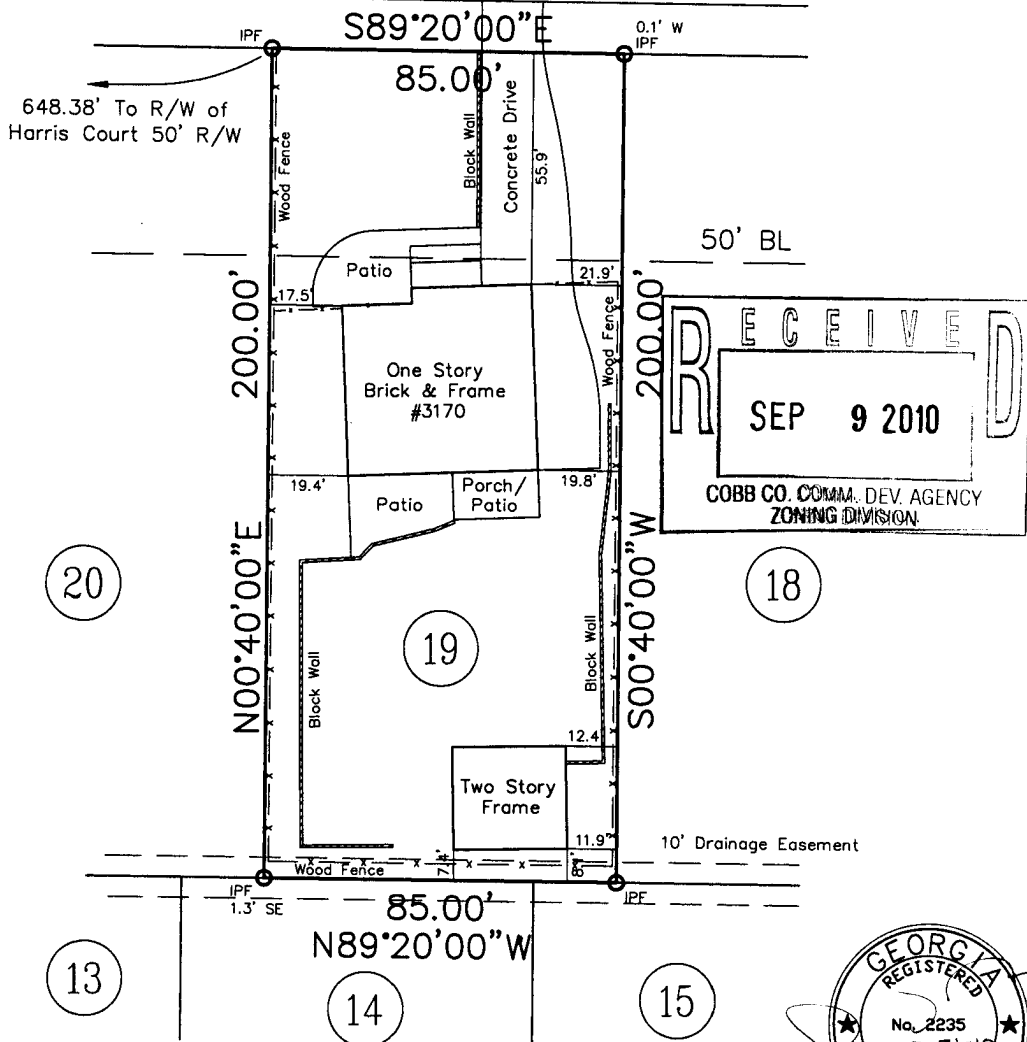 S89°20'00"E
IPF
0.1' W
IPF
85.00'
648.38' To R/W of
Harris Court 50' R/W
Wood Fence
Block Wall
Concrete Drive
55.9'
50' BL
Patio
17.5'
21.9'
200.00'
Wood Fence
200.00'
RECEIVED
SEP 9 2010
COBB CO. COMM. DEV. AGENCY
ZONING DIVISION
One Story
Brick & Frame
#3170
19.4'
Patio
Porch/
Patio
19.8'
20
N00°40'00"E
19
S00°40'00"W
18
Block Wall
Block Wall
12.4
Two Story
Frame
11.9'
10' Drainage Easement
Wood Fence
7.4'
IPF
1.3' SE
85.00'
IPF
N89°20'00"W
13
14
15
GEORGIA
REGISTERED
No. 2235